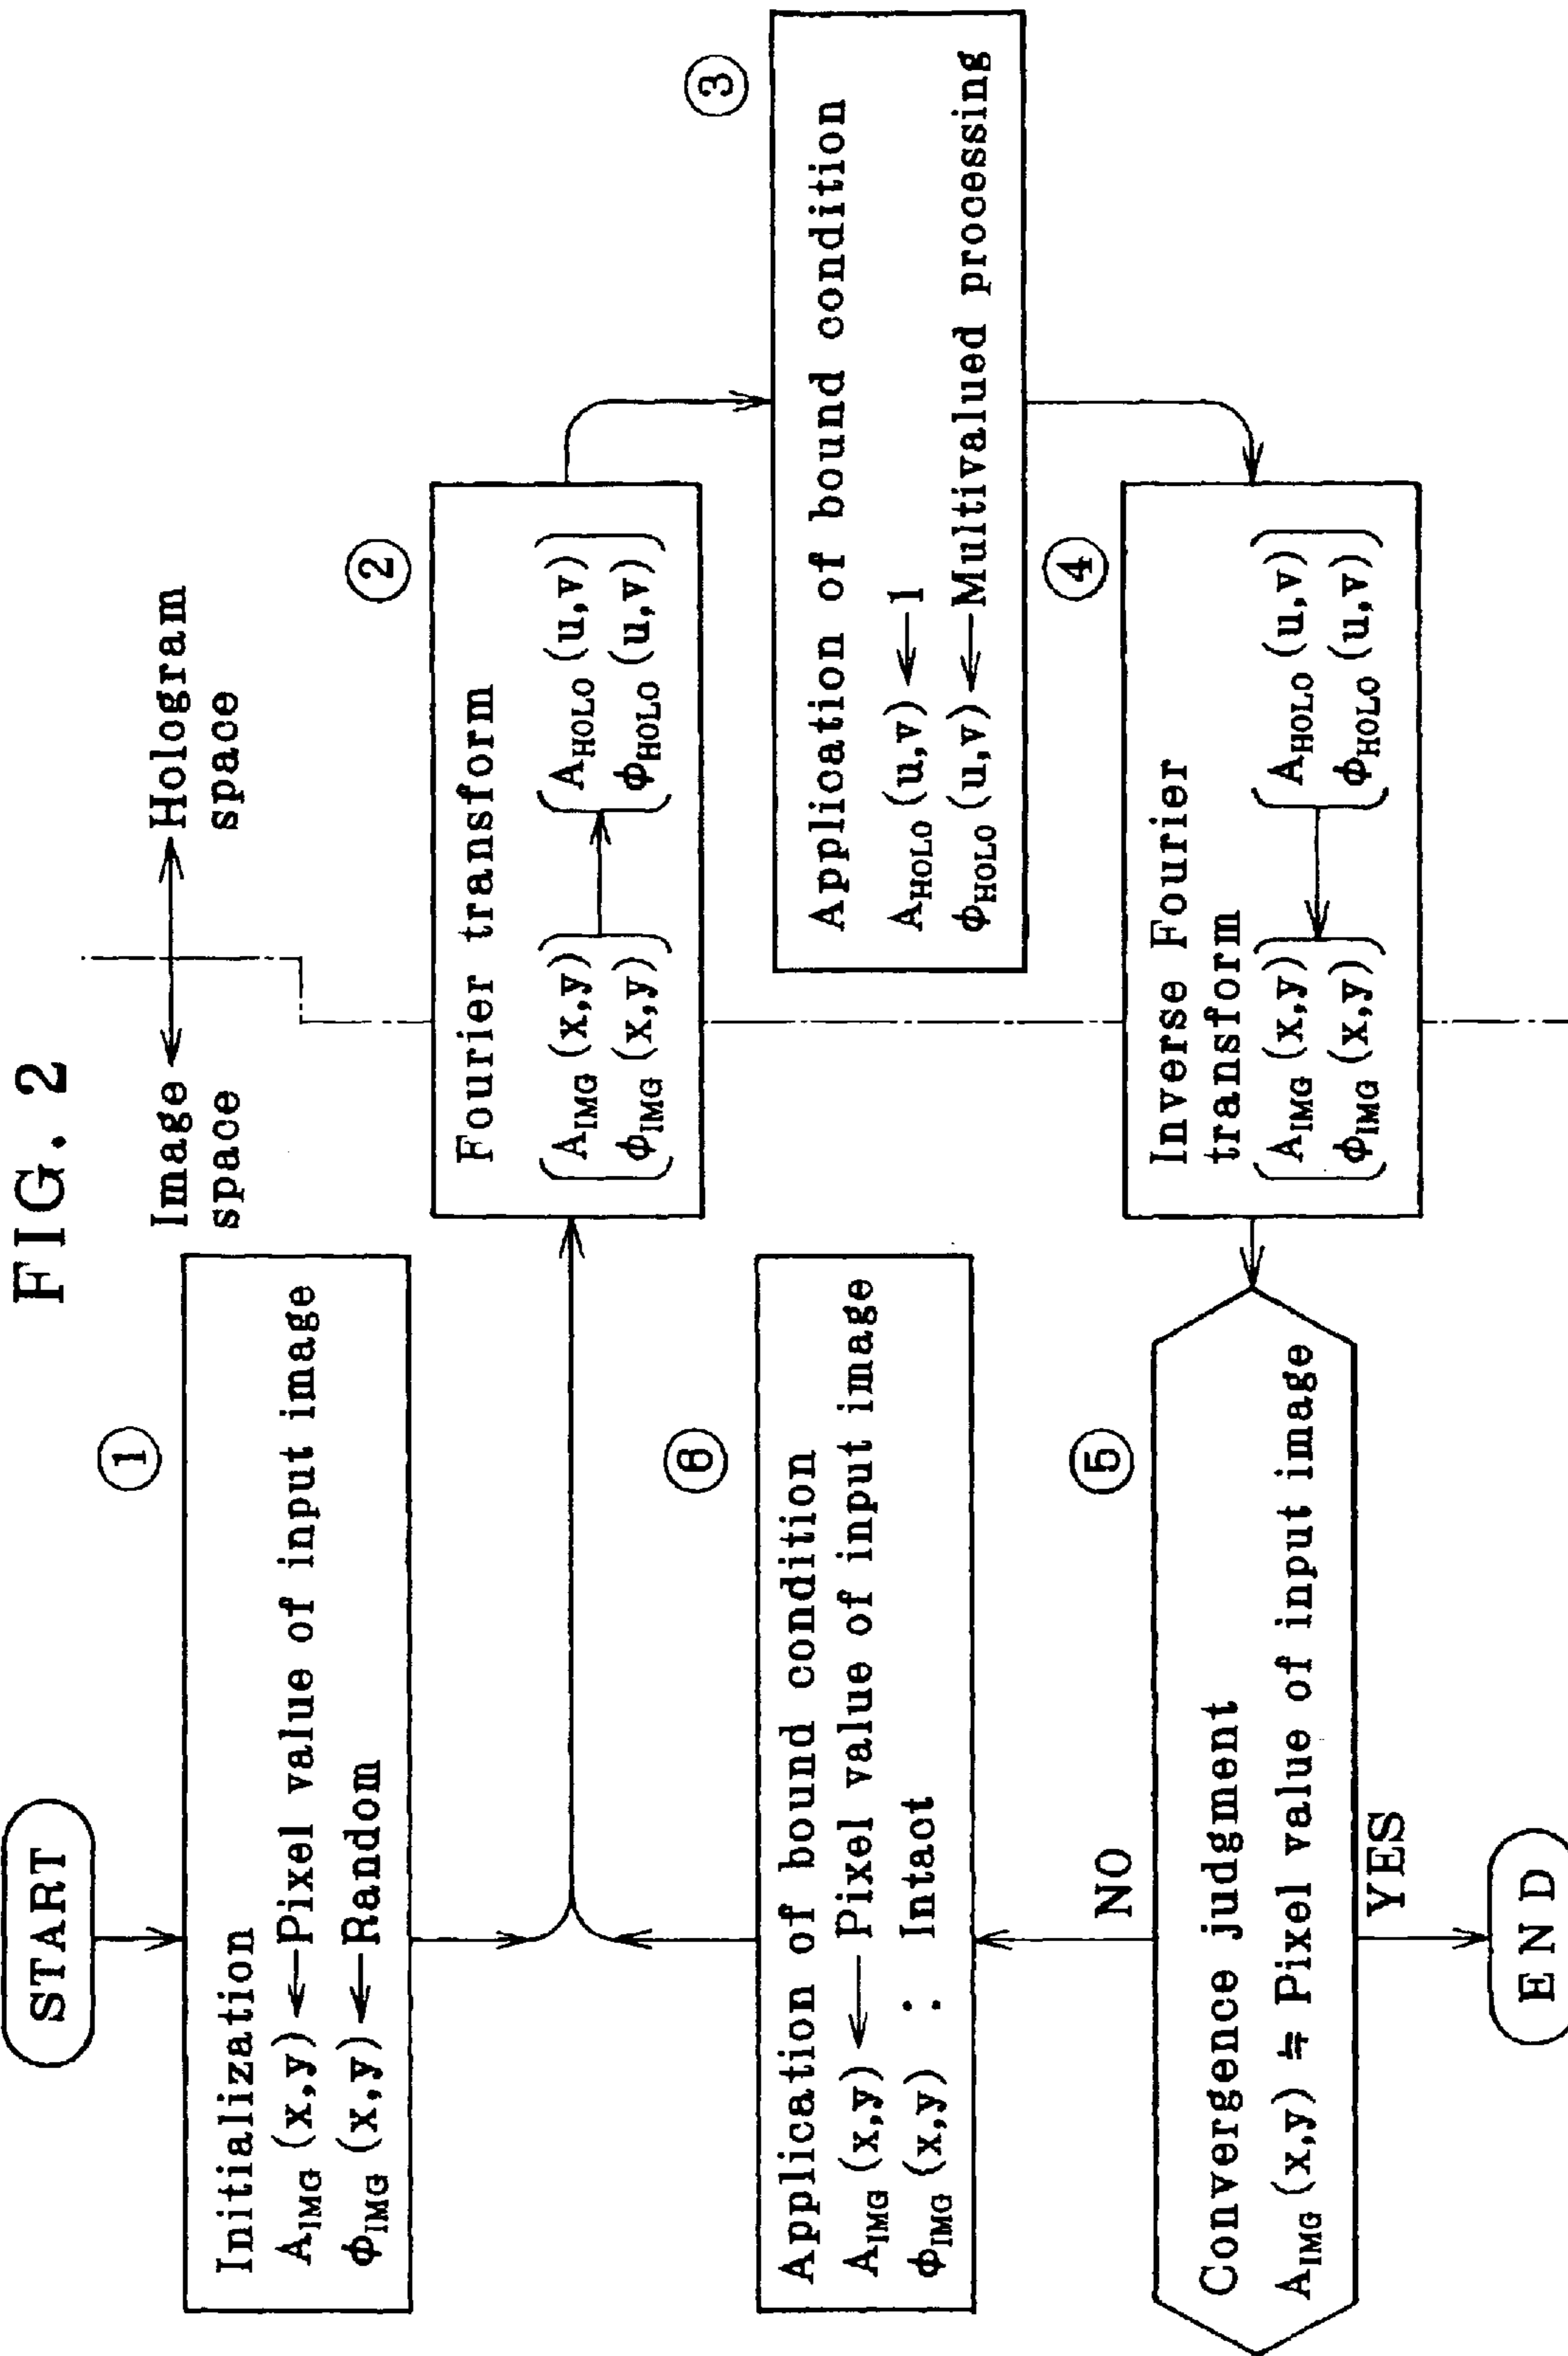 FIG. 2
Image ⟷ Hologram
space space
START
①
Initialization
A_IMG (x,y) ← Pixel value of input image
ϕ_IMG (x,y) ← Random
②
Fourier transform
(A_IMG (x,y)) → (A_HOLO (u,v))
(ϕ_IMG (x,y)) (ϕ_HOLO (u,v))
③
Application of bound condition
A_HOLO (u,v) ← 1
ϕ_HOLO (u,v) ← Multivalued processing
④
Inverse Fourier
transform
(A_IMG (x,y)) ← (A_HOLO (u,v))
(ϕ_IMG (x,y)) (ϕ_HOLO (u,v))
⑤
Convergence judgment
A_IMG (x,y) ≒ Pixel value of input image
NO
YES
⑥
Application of bound condition
A_IMG (x,y) ← Pixel value of input image
ϕ_IMG (x,y) : Intact
END